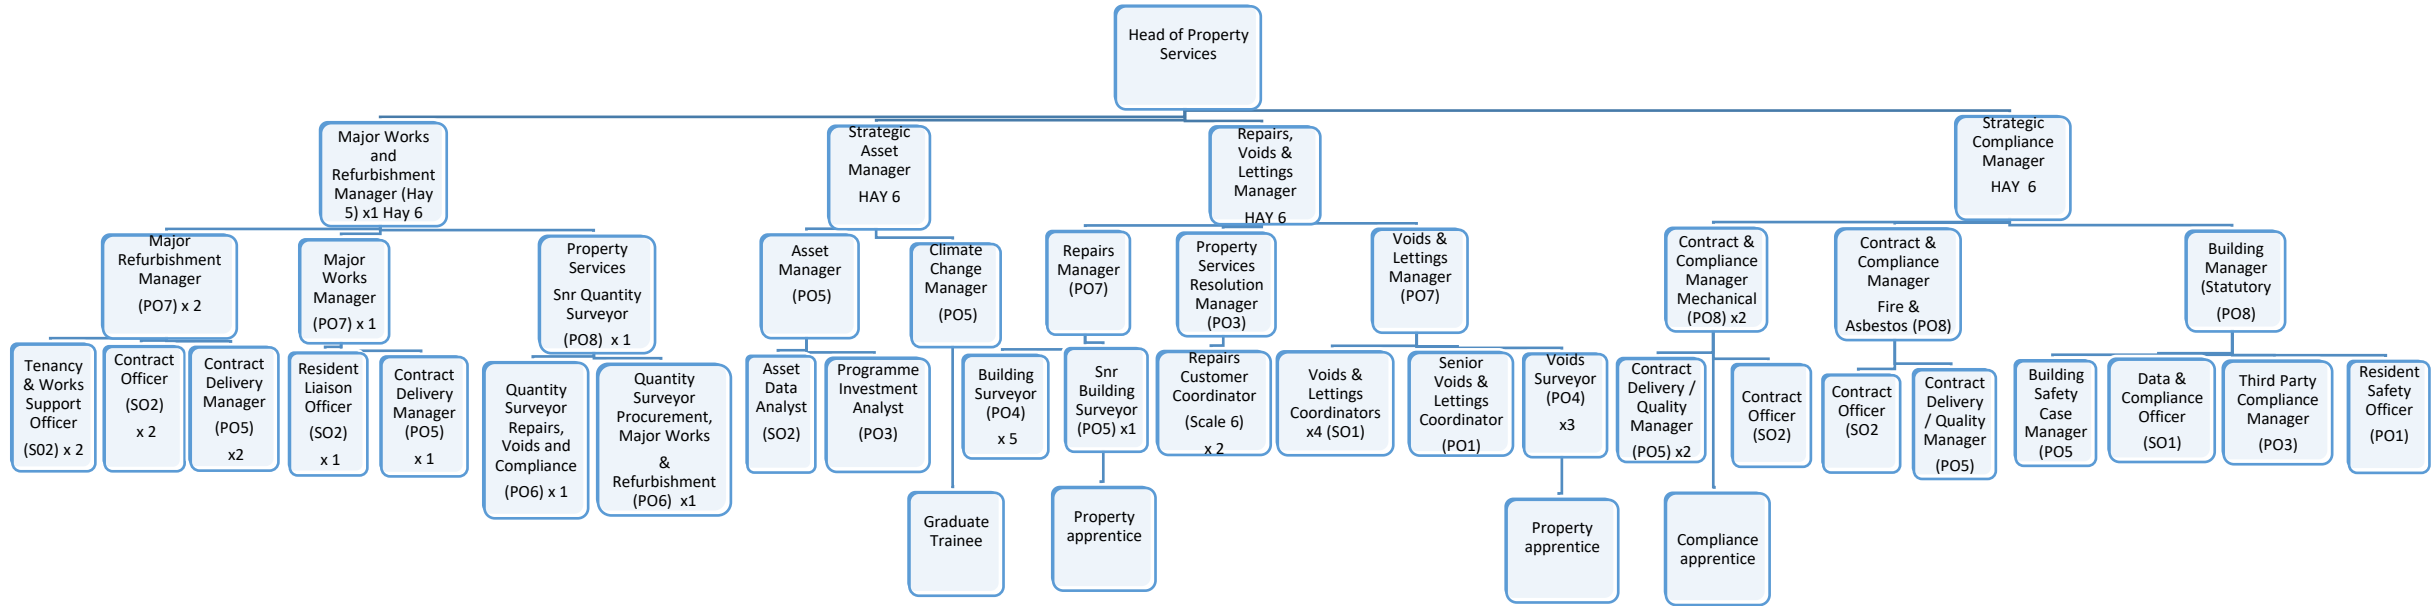 Head of Property
Services
Major Works
and
Refurbishment
Manager (Hay
5) x1 Hay 6
Strategic
Asset
Manager
HAY 6
Repairs,
Voids &
Lettings
Manager
HAY 6
Strategic
Compliance
Manager
HAY 6
Major
Refurbishment
Manager
(PO7) x 2
Major
Works
Manager
(PO7) x 1
Property
Services
Snr Quantity
Surveyor
(PO8) x 1
Asset
Manager
(PO5)
Climate
Change
Manager
(PO5)
Repairs
Manager
(PO7)
Property
Services
Resolution
Manager
(PO3)
Voids &
Lettings
Manager
(PO7)
Contract &
Compliance
Manager
Mechanical
(PO8) x2
Contract &
Compliance
Manager
Fire &
Asbestos (PO8)
Building
Manager
(Statutory
(PO8)
Tenancy
& Works
Support
Officer
(S02) x 2
Contract
Officer
(SO2)
x 2
Contract
Delivery
Manager
(PO5)
x2
Resident
Liaison
Officer
(SO2)
x 1
Contract
Delivery
Manager
(PO5)
x 1
Quantity
Surveyor
Repairs,
Voids and
Compliance
(PO6) x 1
Quantity
Surveyor
Procurement,
Major Works
&
Refurbishment
(PO6) x1
Asset
Data
Analyst
(SO2)
Programme
Investment
Analyst
(PO3)
Building
Surveyor
(PO4)
x 5
Snr
Building
Surveyor
(PO5) x1
Repairs
Customer
Coordinator
(Scale 6)
x 2
Voids &
Lettings
Coordinators
x4 (SO1)
Senior
Voids &
Lettings
Coordinator
(PO1)
Voids
Surveyor
(PO4)
x3
Contract
Delivery /
Quality
Manager
(PO5) x2
Contract
Officer
(SO2)
Contract
Officer
(SO2
Contract
Delivery
/ Quality
Manager
(PO5)
Building
Safety
Case
Manager
(PO5
Data &
Compliance
Officer
(SO1)
Third Party
Compliance
Manager
(PO3)
Resident
Safety
Officer
(PO1)
Graduate
Trainee
Property
apprentice
Property
apprentice
Compliance
apprentice